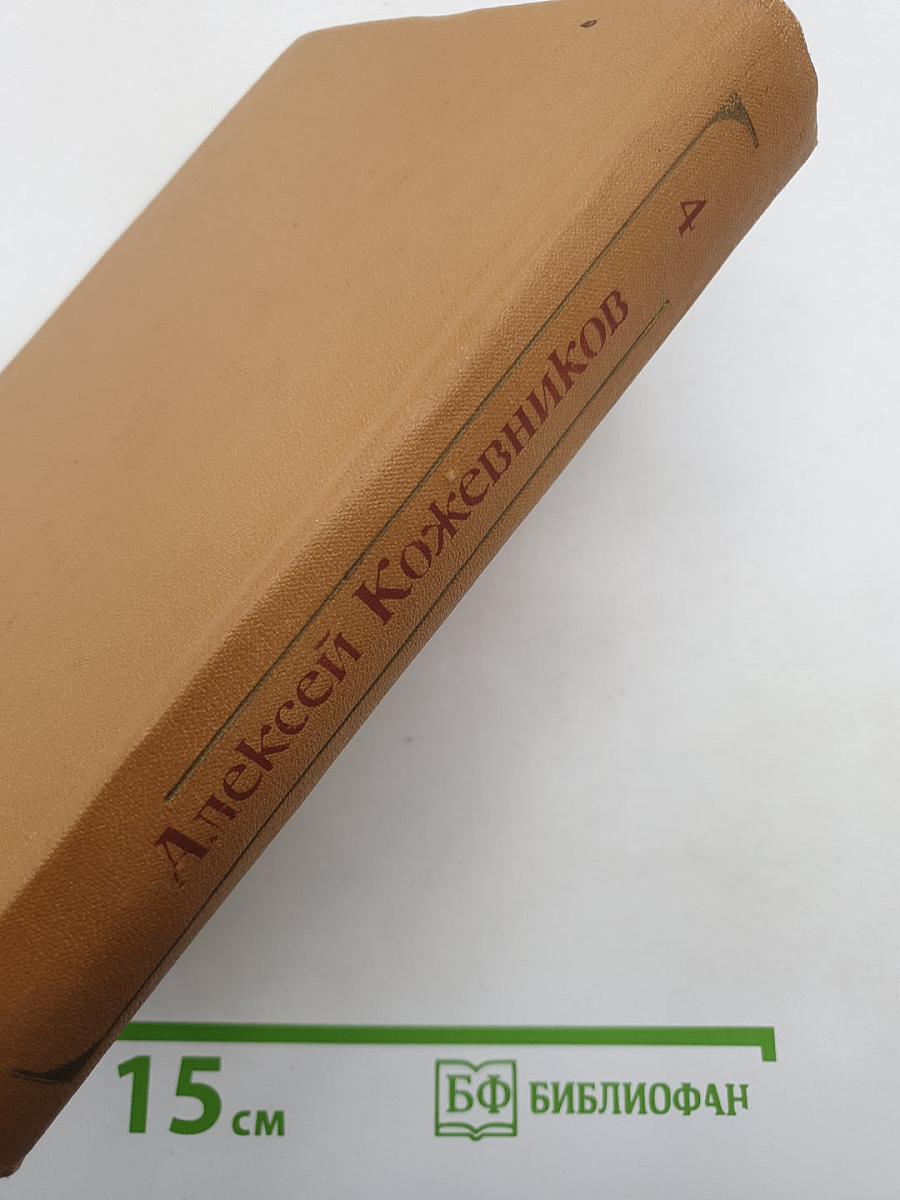 Алексей Кожевников
4
15 см
БФ БИБЛИОФАН